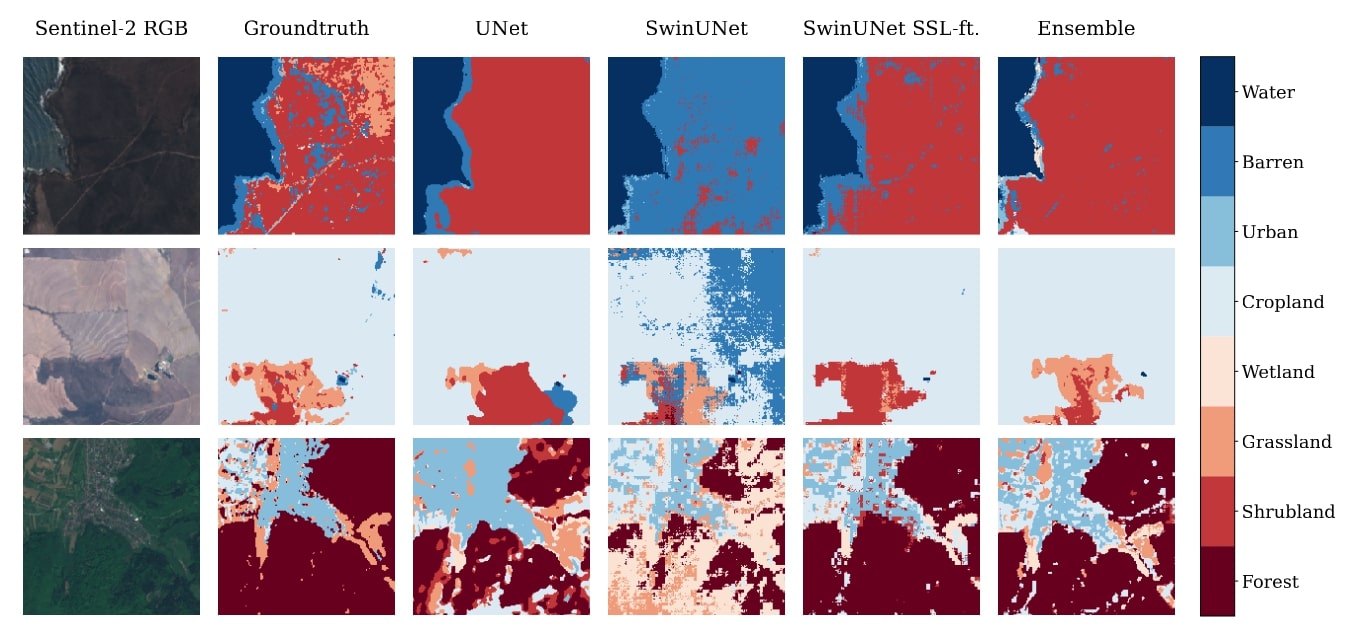 Sentinel-2 RGB Groundtruth UNet SwinUNet SwinUNet SSL-ft. Ensemble
Water
Barren
Urban
Cropland
Wetland
Grassland
Shrubland
Forest